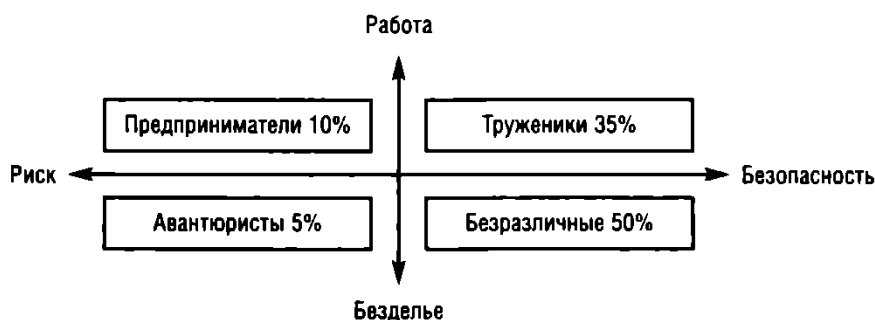 Работа
Предприниматели 10%
Труженики 35%
Риск
Безопасность
Авантюристы 5%
Безразличные 50%
Безделье